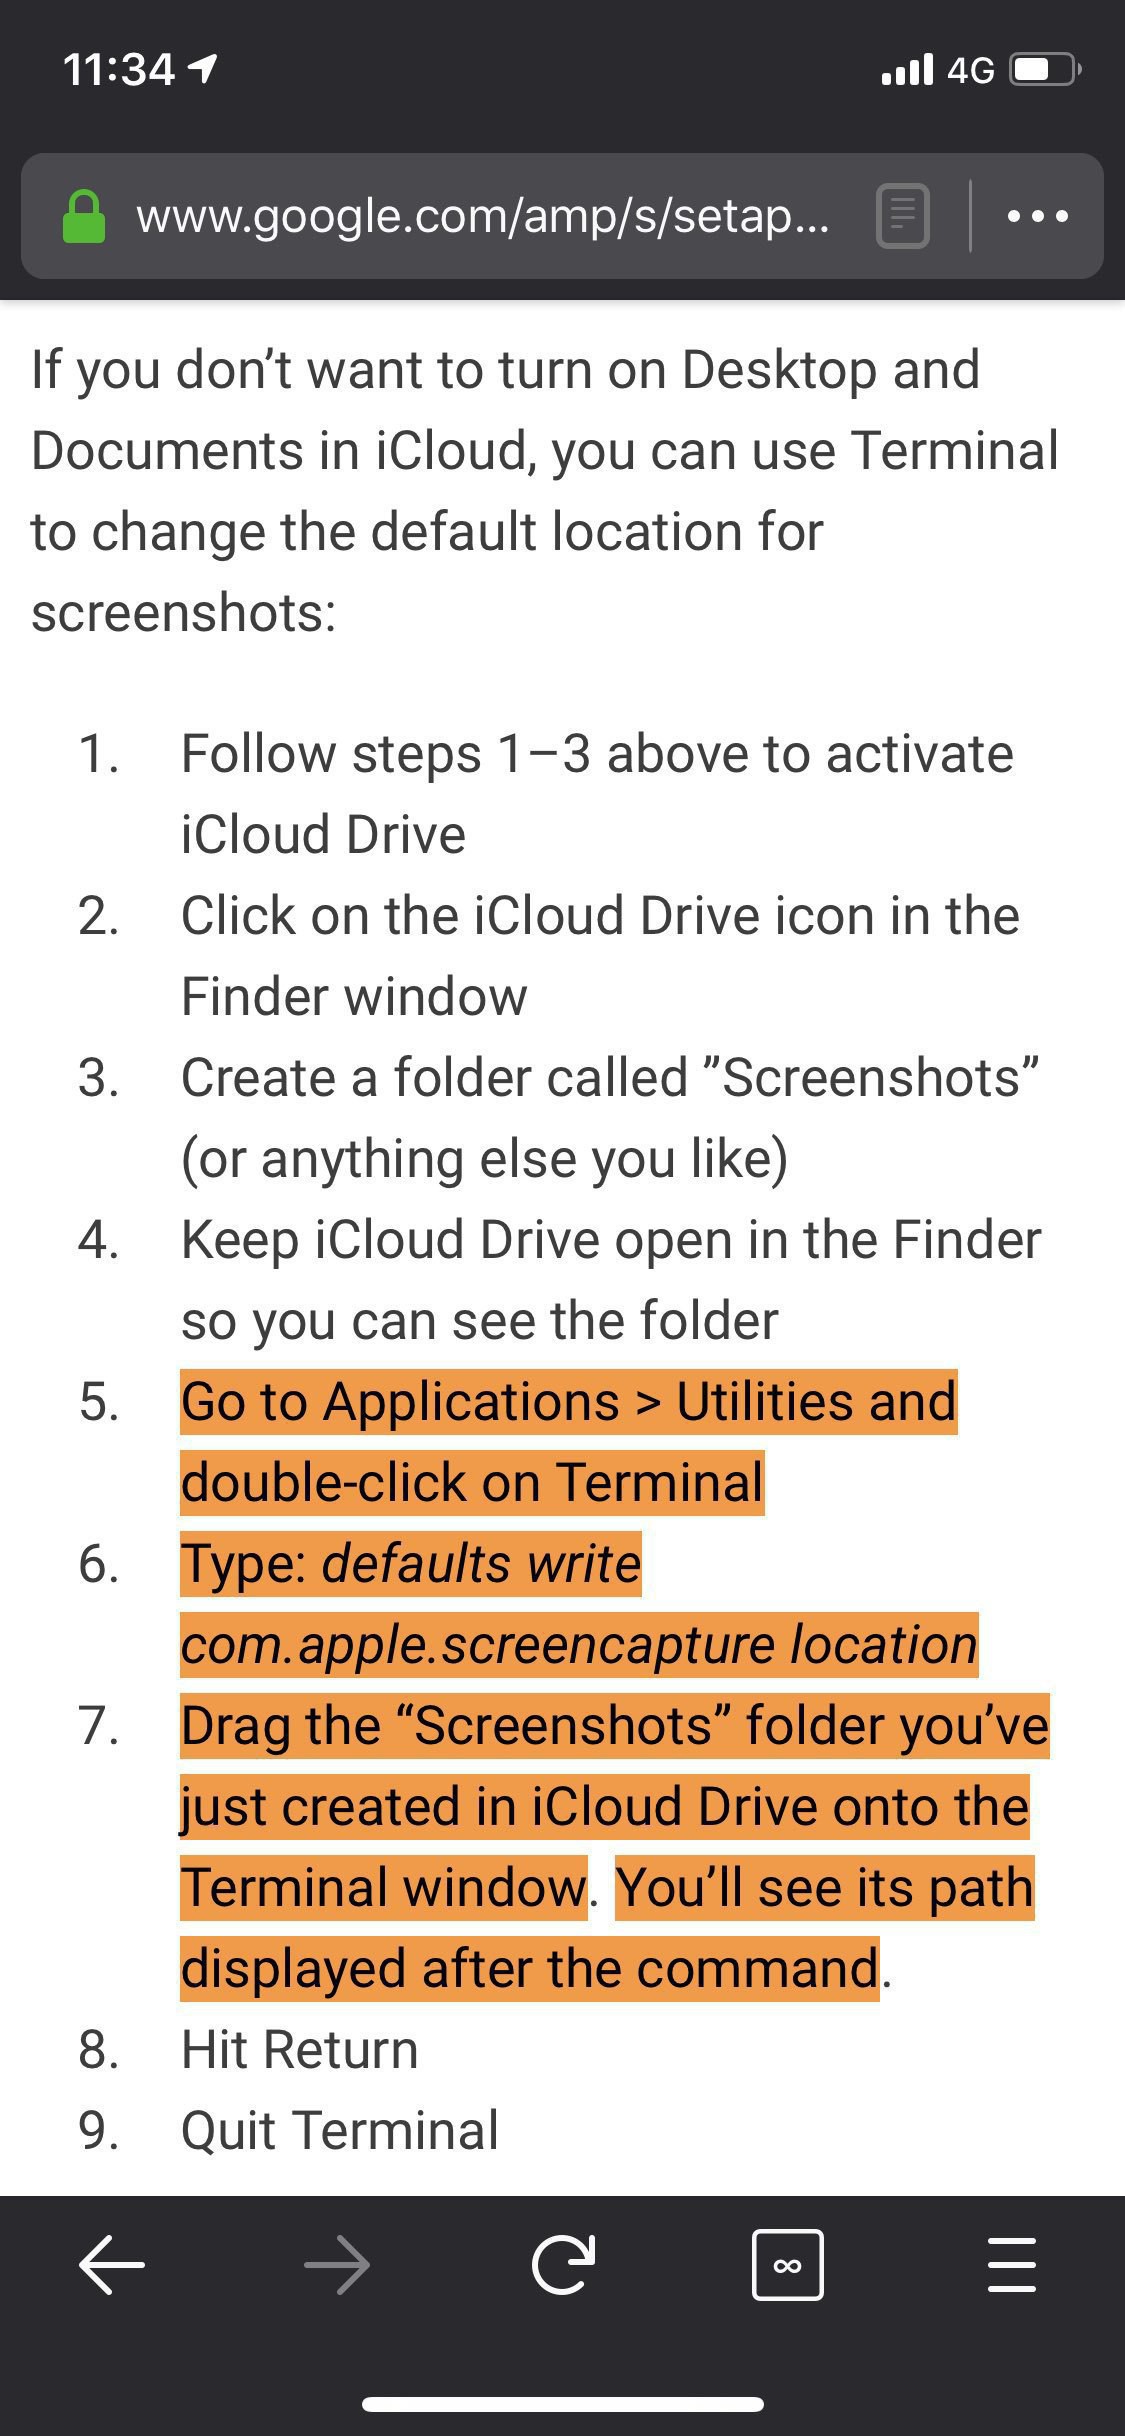 11:34
4G
www.google.com/amp/s/setap...
If you don’t want to turn on Desktop and
Documents in iCloud, you can use Terminal
to change the default location for
screenshots:
1. Follow steps 1–3 above to activate
iCloud Drive
2. Click on the iCloud Drive icon in the
Finder window
3. Create a folder called ”Screenshots”
(or anything else you like)
4. Keep iCloud Drive open in the Finder
so you can see the folder
5. Go to Applications > Utilities and
double-click on Terminal
6. Type: defaults write
com.apple.screencapture location
7. Drag the “Screenshots” folder you’ve
just created in iCloud Drive onto the
Terminal window. You’ll see its path
displayed after the command.
8. Hit Return
9. Quit Terminal
∞